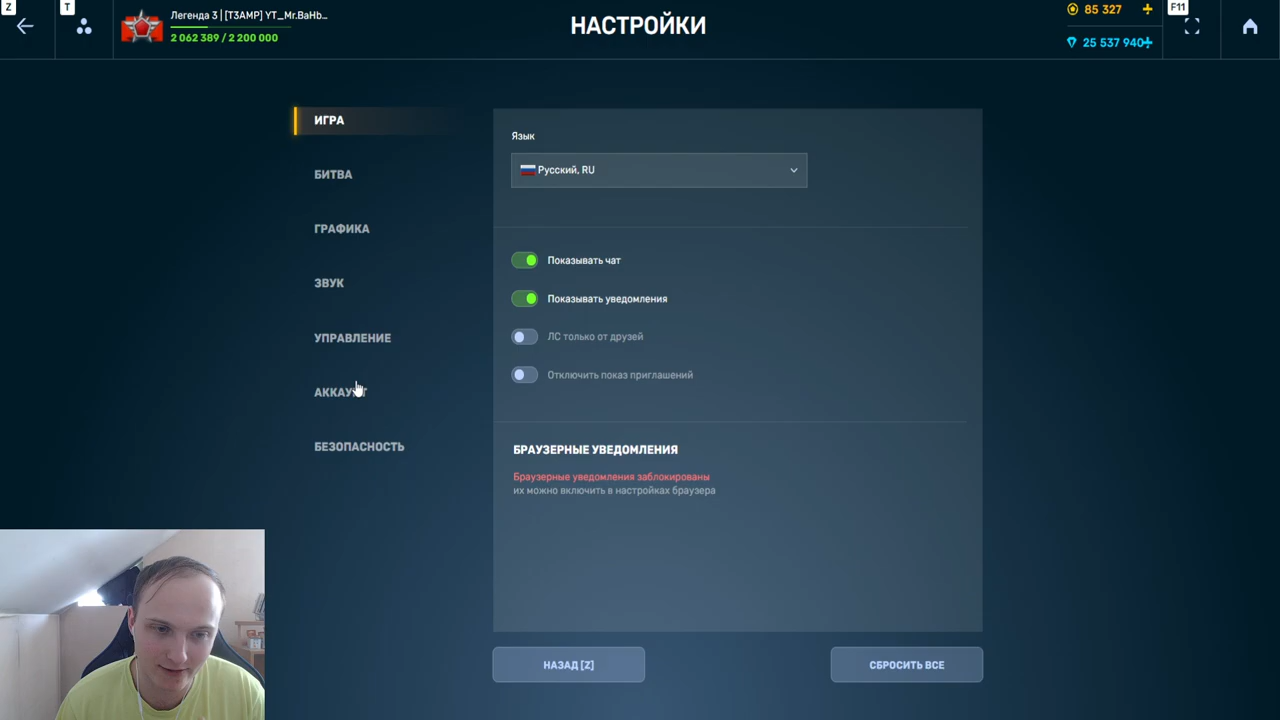 Z
T
Легенда 3 | [T3AMP] YT_Mr.BaHb...
2 062 389 / 2 200 000
НАСТРОЙКИ
85 327
25 537 940
F11
ИГРА
БИТВА
ГРАФИКА
ЗВУК
УПРАВЛЕНИЕ
АККАУНТ
БЕЗОПАСНОСТЬ
Язык
Русский, RU
Показывать чат
Показывать уведомления
ЛС только от друзей
Отключить показ приглашений
БРАУЗЕРНЫЕ УВЕДОМЛЕНИЯ
Браузерные уведомления заблокированы
их можно включить в настройках браузера
НАЗАД [Z]
СБРОСИТЬ ВСЕ